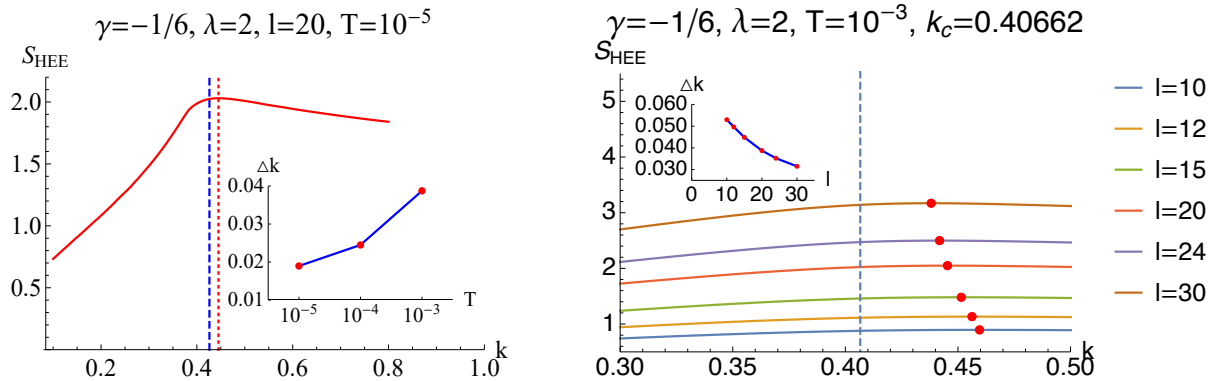 γ=−1/6, λ=2, l=20, T=10⁻⁵
S_HEE
2.0
1.5
1.0
0.5
0.2
0.4
0.6
0.8
1.0
k
Δk
0.04
0.03
0.02
0.01
10⁻⁵
10⁻⁴
10⁻³
T
γ=−1/6, λ=2, T=10⁻³, k_c=0.40662
S_HEE
5
4
3
2
1
0.30
0.35
0.40
0.45
0.50
k
Δk
0.060
0.050
0.040
0.030
0
10
20
30
l
l=10
l=12
l=15
l=20
l=24
l=30